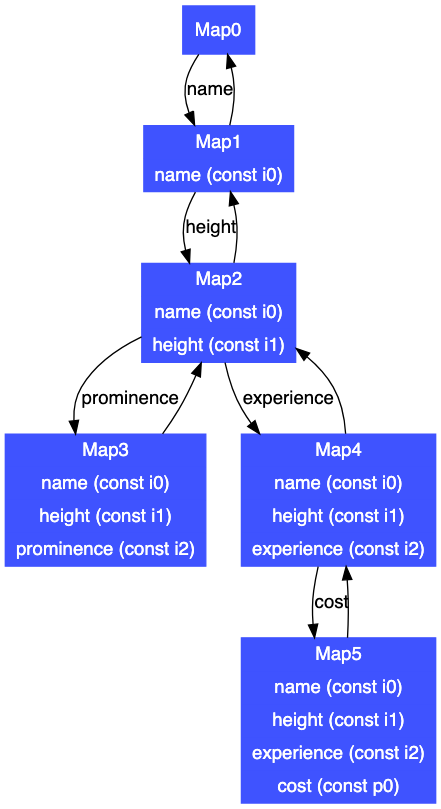 Map0
name
Map1
name (const i0)
height
Map2
name (const i0)
height (const i1)
prominence
experience
Map3
name (const i0)
height (const i1)
prominence (const i2)
Map4
name (const i0)
height (const i1)
experience (const i2)
cost
Map5
name (const i0)
height (const i1)
experience (const i2)
cost (const p0)